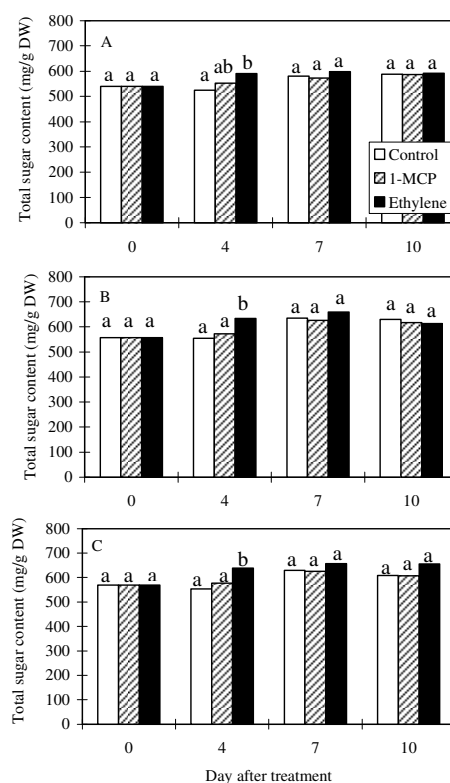 800
A
700
a a a
a ab b
a a a
a a a
600
500
400
300
200
100
0
Total sugar content (mg/g DW)
Control
1-MCP
Ethylene
0 4 7 10
800
B
700
a a a
a a b
a a a
a a a
600
500
400
300
200
100
0
Total sugar content (mg/g DW)
0 4 7 10
800
C
700
a a a
a a b
a a a
a a a
600
500
400
300
200
100
0
Total sugar content (mg/g DW)
0 4 7 10
Day after treatment